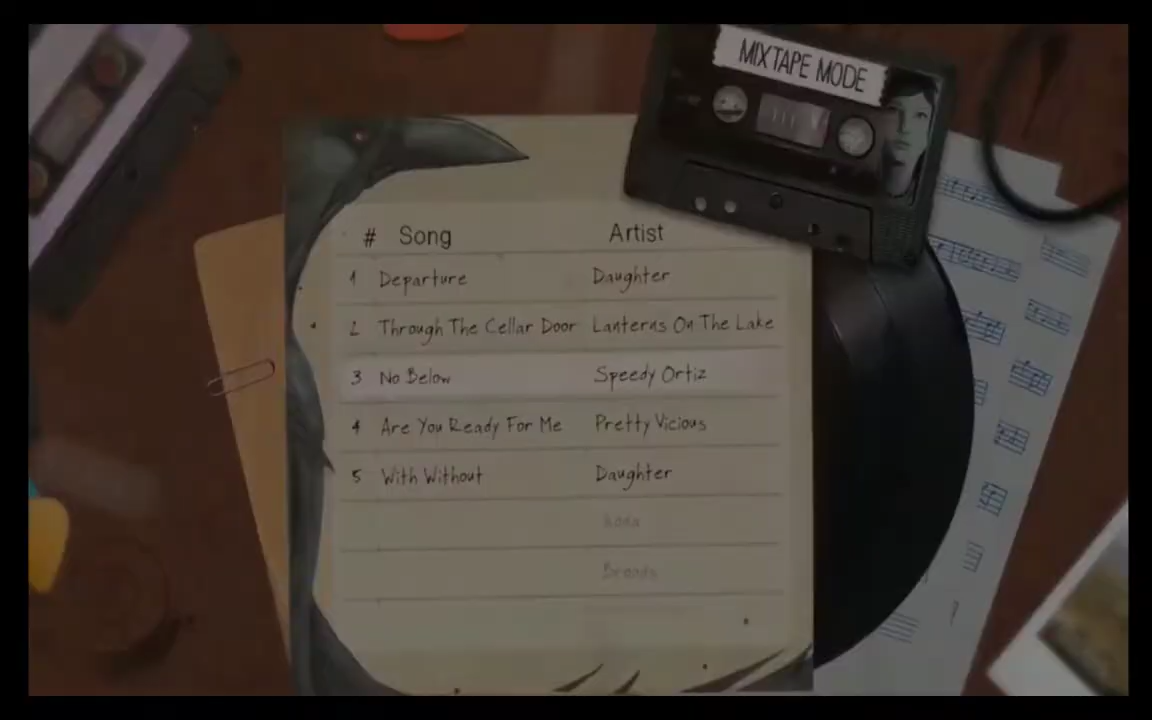 MIXTAPE MODE
# Song Artist
1 Departure Daughter
2 Through The Cellar Door Lanterns On The Lake
3 No Below Speedy Ortiz
4 Are You Ready For Me Pretty Vicious
5 With Without Daughter